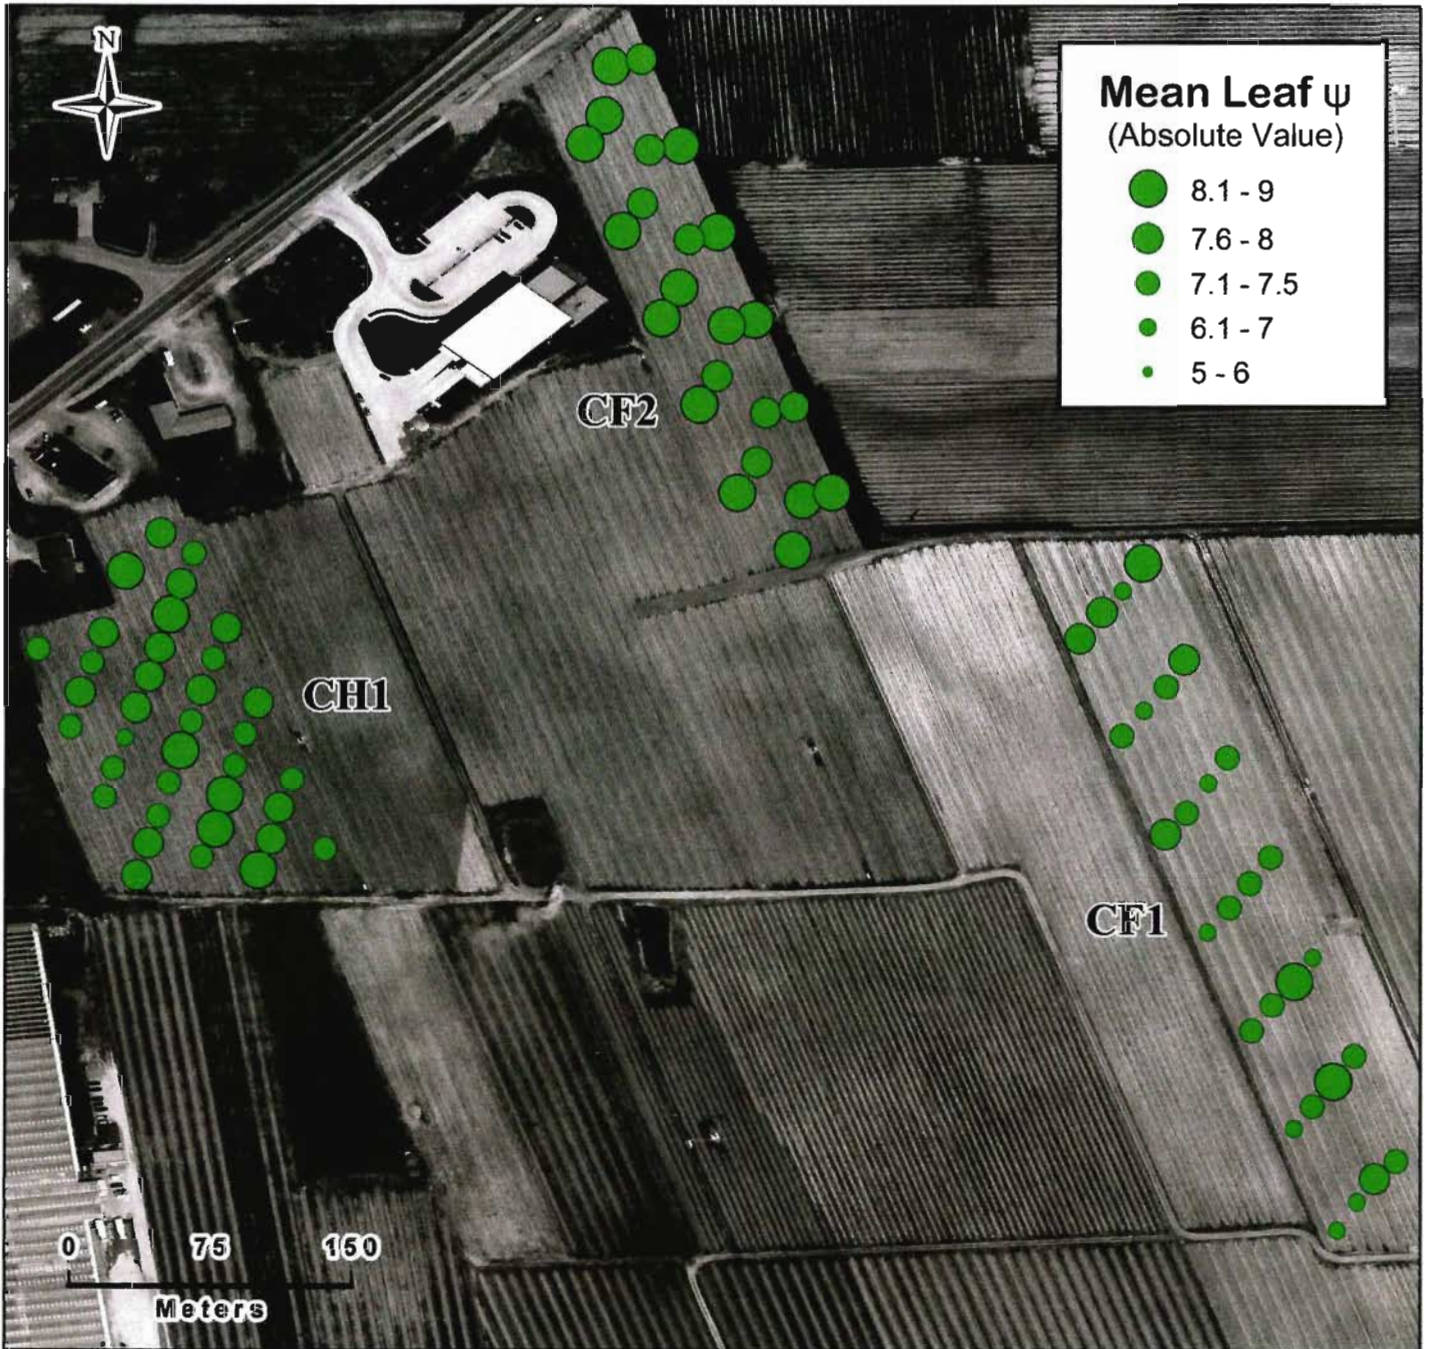 N
Mean Leaf ψ
(Absolute Value)
8.1 - 9
7.6 - 8
7.1 - 7.5
6.1 - 7
5 - 6
CF2
CH1
CF1
0 75 150
Meters